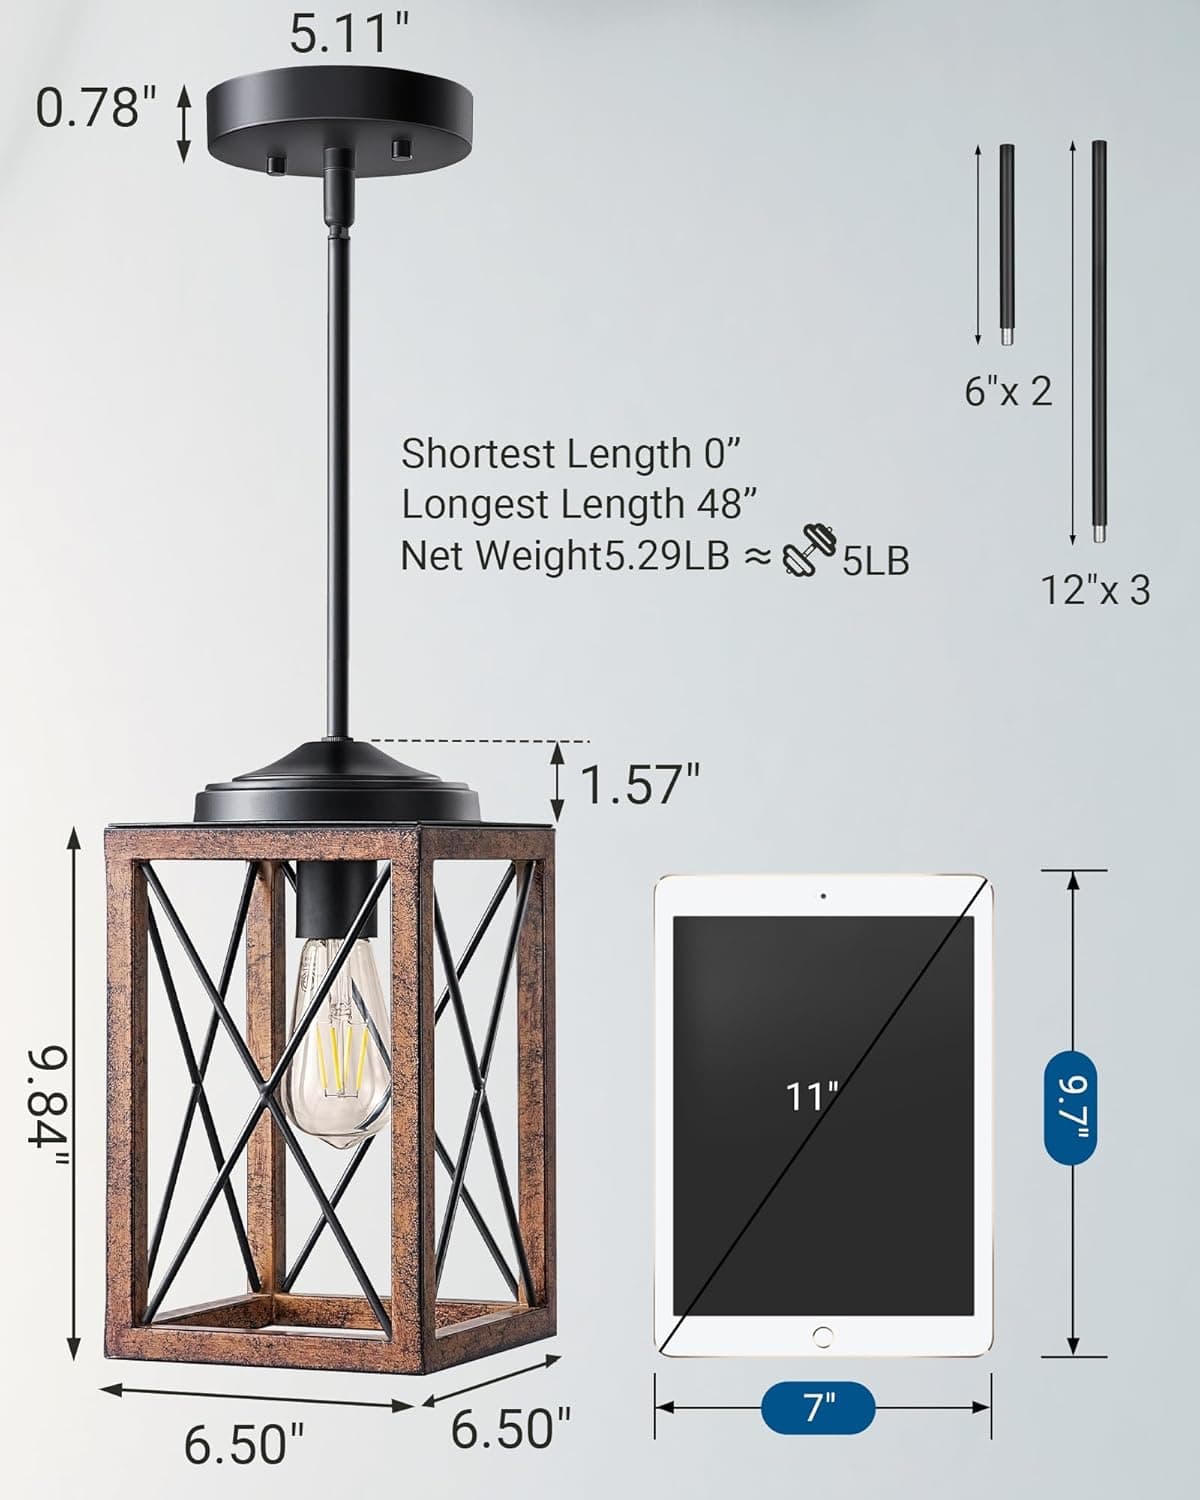 5.11"
0.78"
6"x 2
12"x 3
Shortest Length 0”
Longest Length 48”
Net Weight5.29LB ≈ 5LB
1.57"
9.84"
11"
9.7"
7"
6.50"
6.50"